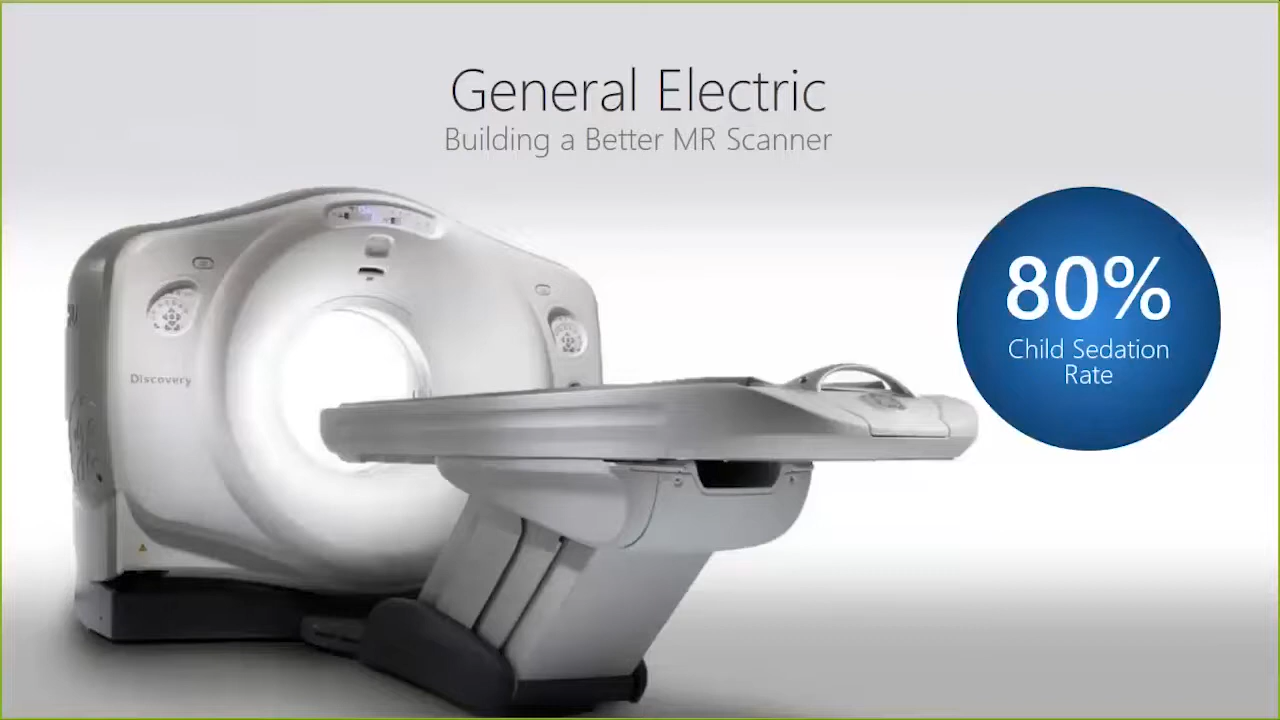 General Electric
Building a Better MR Scanner
80%
Child Sedation
Rate
Discovery